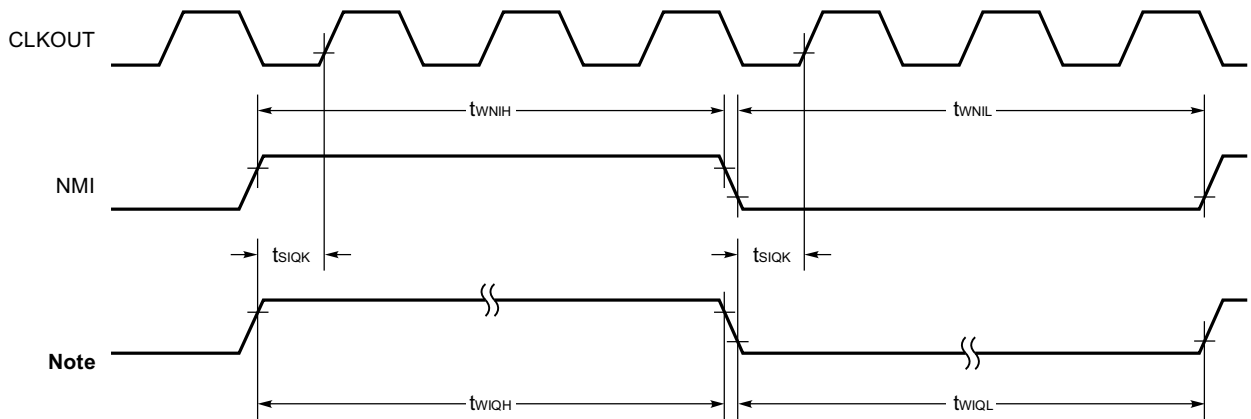 CLKOUT
tWNIH
tWNIL
NMI
tSIQK
tSIQK
Note
tWIQH
tWIQL